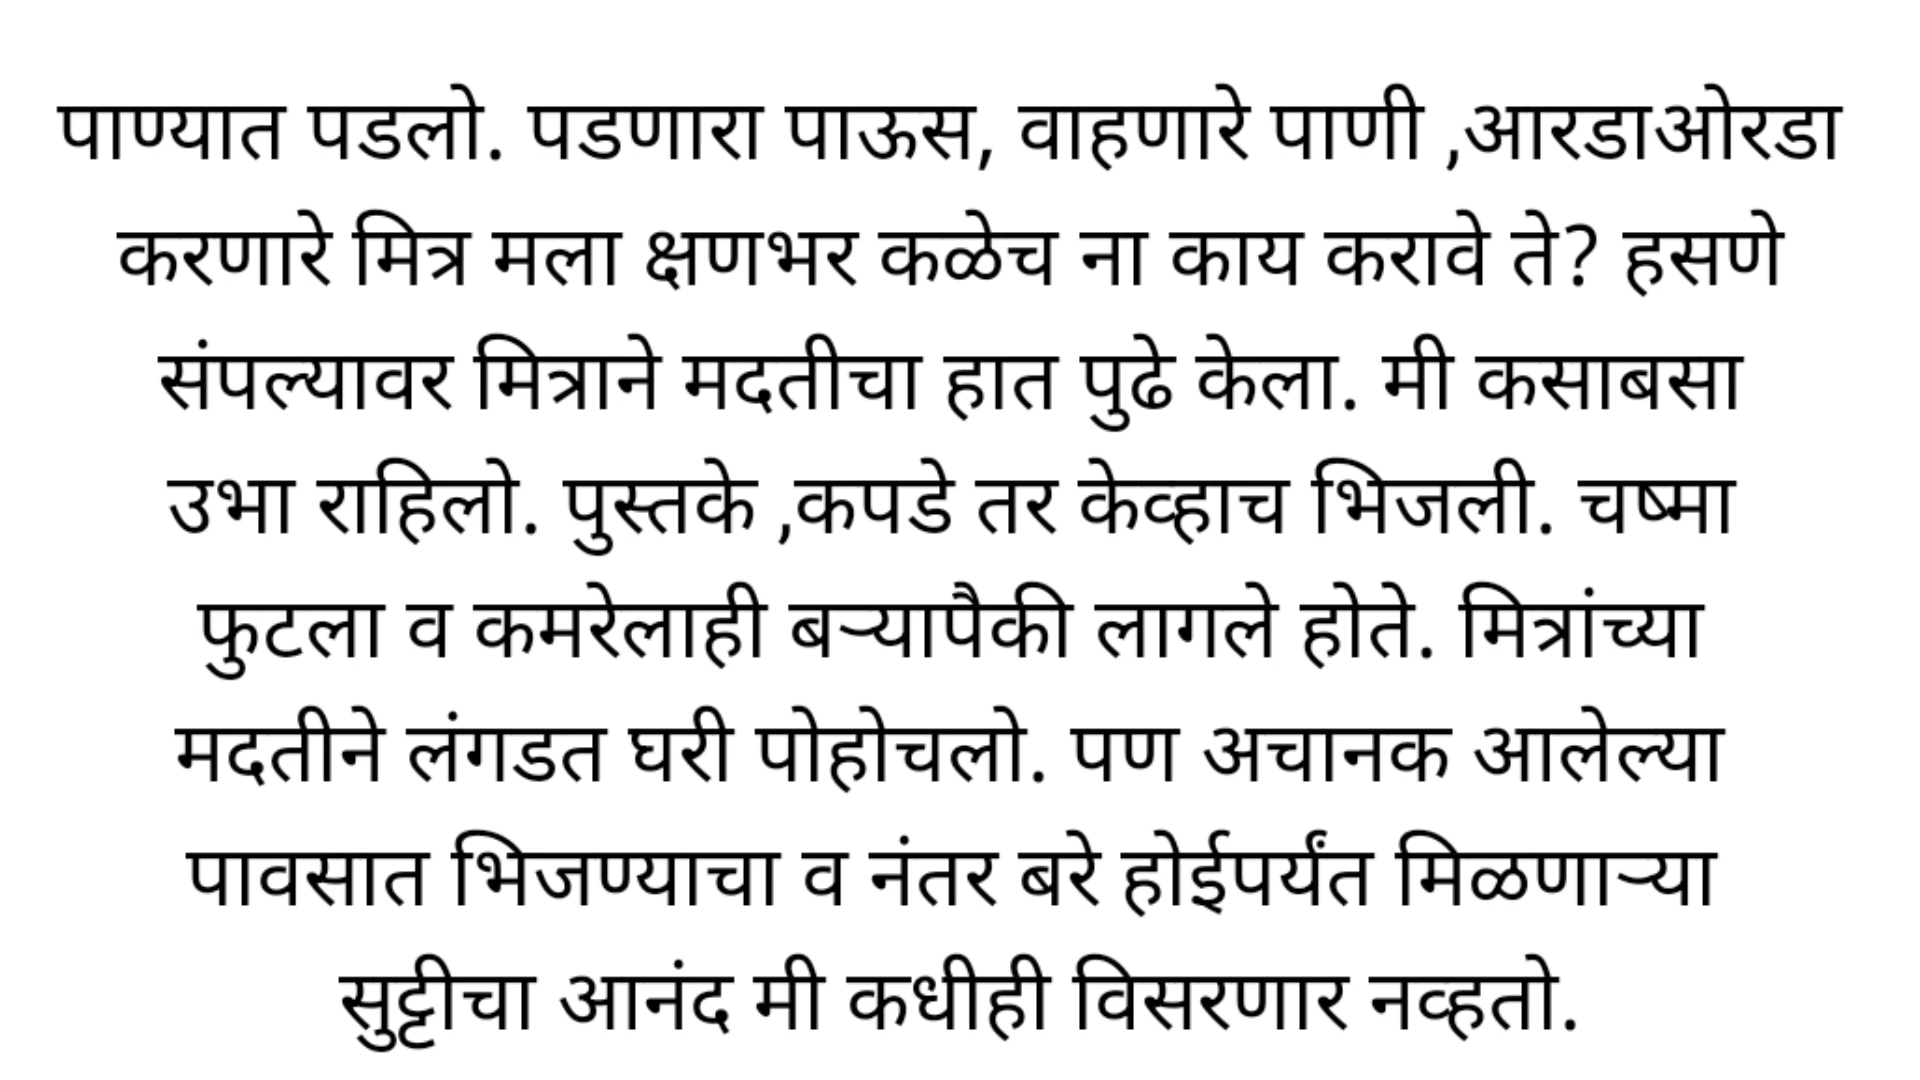 पाण्यात पडलो. पडणारा पाऊस, वाहणारे पाणी ,आरडाओरडा
करणारे मित्र मला क्षणभर कळेच ना काय करावे ते? हसणे
संपल्यावर मित्राने मदतीचा हात पुढे केला. मी कसाबसा
उभा राहिलो. पुस्तके ,कपडे तर केव्हाच भिजली. चष्मा
फुटला व कमरेलाही बऱ्यापैकी लागले होते. मित्रांच्या
मदतीने लंगडत घरी पोहोचलो. पण अचानक आलेल्या
पावसात भिजण्याचा व नंतर बरे होईपर्यंत मिळणाऱ्या
सुट्टीचा आनंद मी कधीही विसरणार नव्हतो.